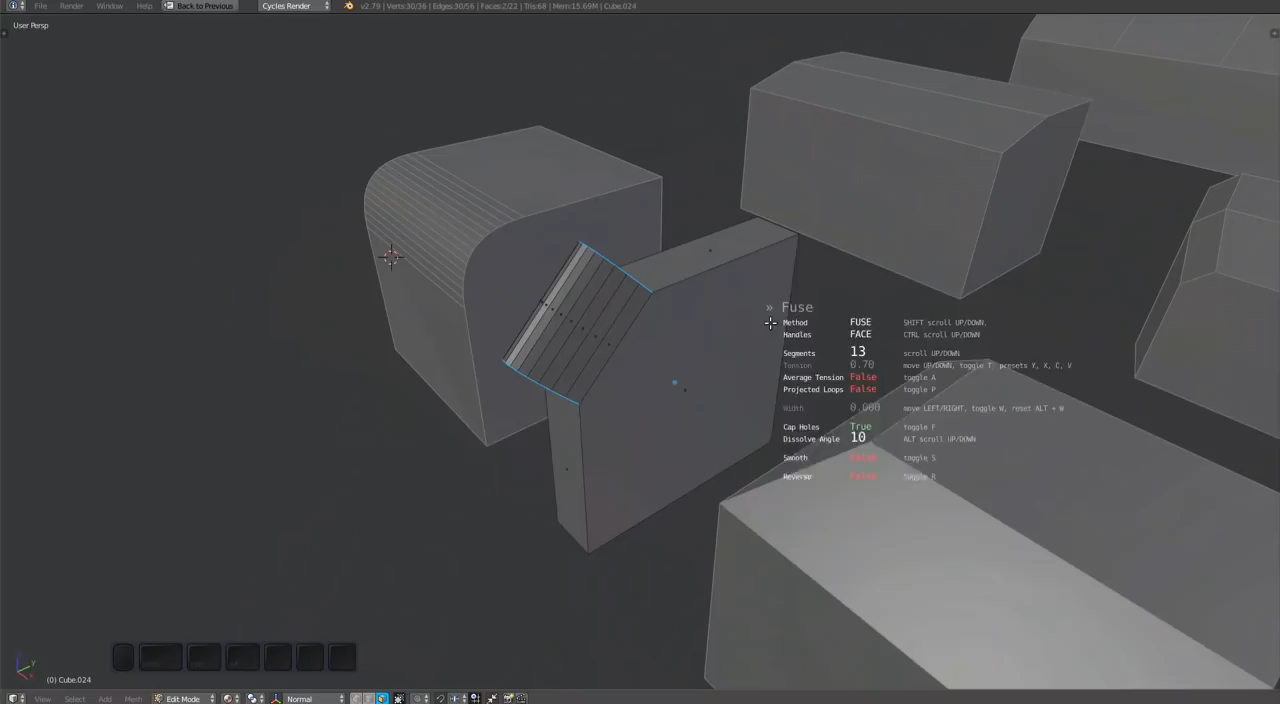 File Render Window Help Back to Previous Cycles Render v2.79 | Verts:30/36 | Edges:30/56 | Faces:2/22 | Tris:68 | Mem:15.69M | Cube.024
User Persp
» Fuse
Method FUSE SHIFT scroll UP/DOWN,
Handles FACE CTRL scroll UP/DOWN
Segments 13 scroll UP/DOWN
Tension 0.70 move UP/DOWN, toggle T, presets Y, X, C, V
Average Tension False toggle A
Projected Loops False toggle P
Width 0.000 move LEFT/RIGHT, toggle W, reset ALT + W
Cap Holes True toggle F
Dissolve Angle 10 ALT scroll UP/DOWN
Smooth False toggle S
Reverse False toggle R
(0) Cube.024
View Select Add Mesh Edit Mode Normal